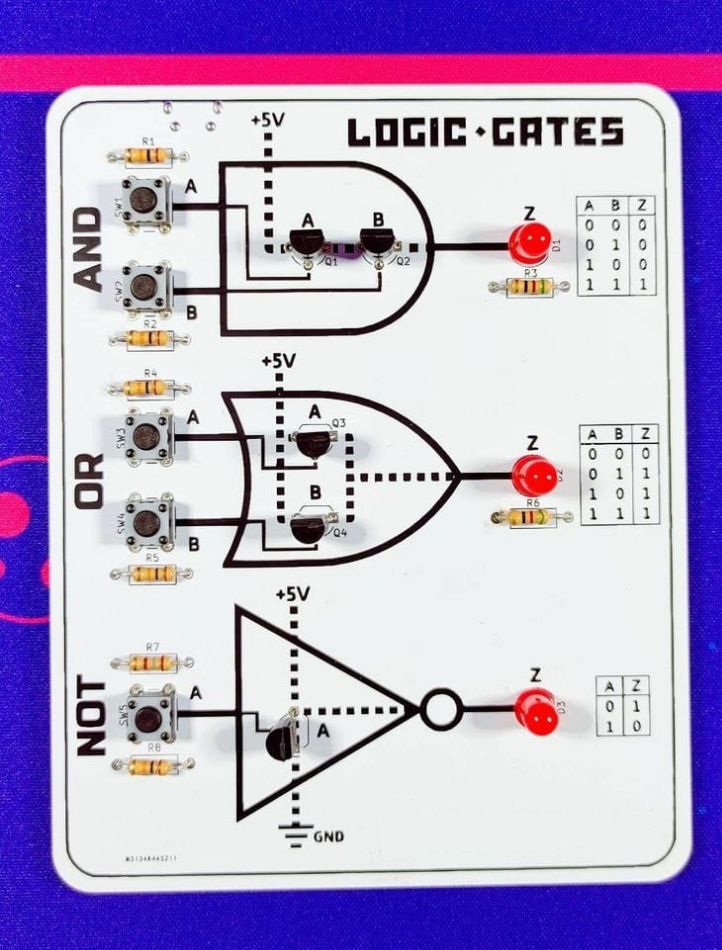 LOGIC·GATES
+5V
R1
A
SW1
AND
SW2
B
R2
A
B
Q1
Q2
Z
D1
R3
A B Z
0 0 0
0 1 0
1 0 0
1 1 1
+5V
R4
A
SW3
OR
SW4
B
R5
A
Q3
B
Q4
Z
D2
R6
A B Z
0 0 0
0 1 1
1 0 1
1 1 1
+5V
R7
A
SW5
NOT
R8
A
GND
Z
D3
A Z
0 1
1 0